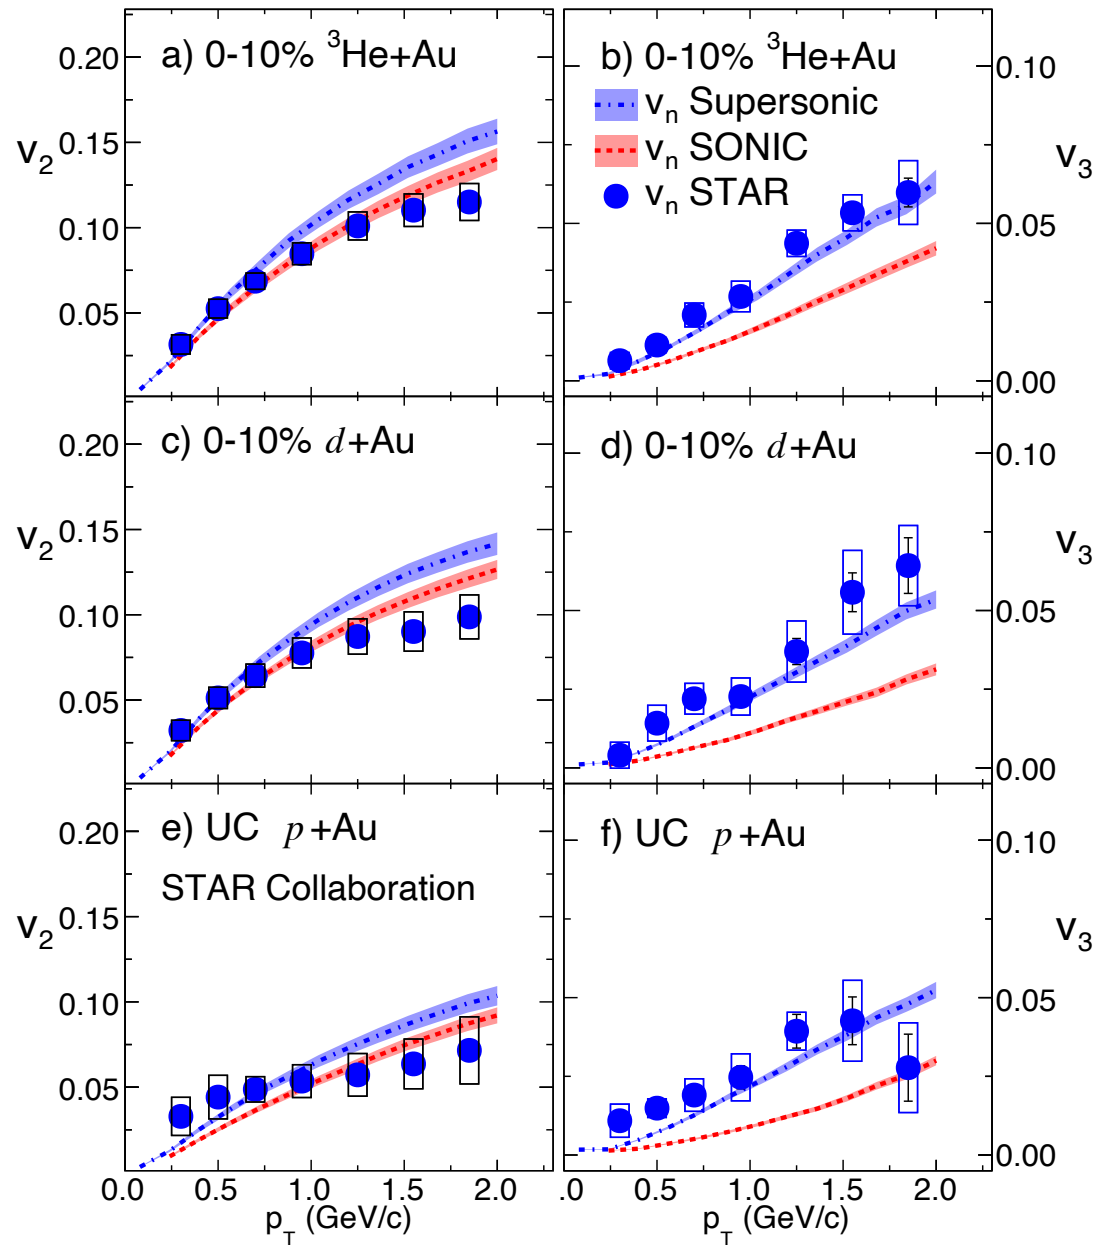 a) 0-10% ³He+Au
b) 0-10% ³He+Au
vₙ Supersonic
vₙ SONIC
vₙ STAR
v₂
0.20
0.15
0.10
0.05
v₃
0.10
0.05
0.00
c) 0-10% d+Au
d) 0-10% d+Au
v₂
0.20
0.15
0.10
0.05
v₃
0.10
0.05
0.00
e) UC p+Au
STAR Collaboration
f) UC p+Au
v₂
0.20
0.15
0.10
0.05
v₃
0.10
0.05
0.00
0.0 0.5 1.0 1.5 2.0
.0 0.5 1.0 1.5 2.0
p_T (GeV/c)
p_T (GeV/c)